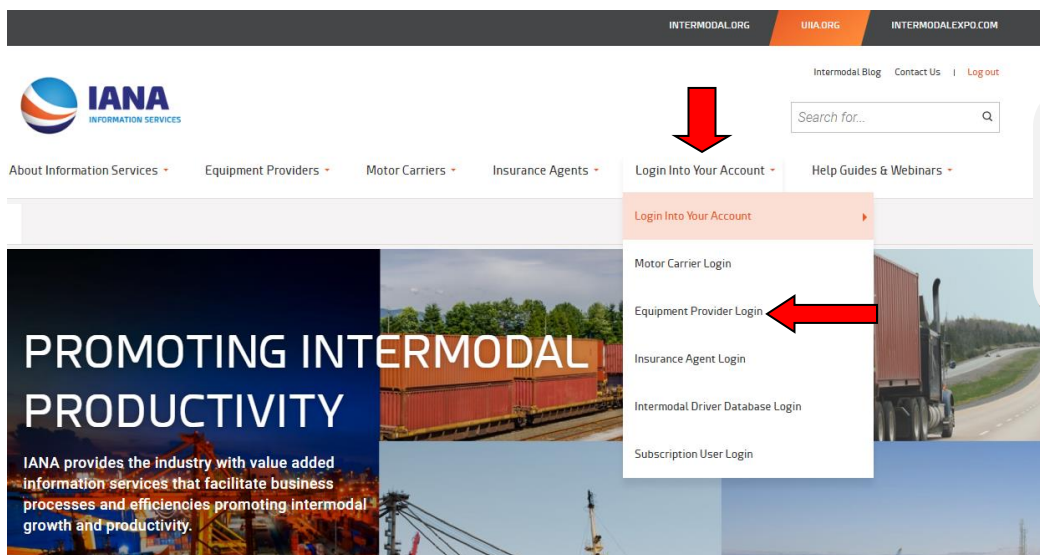 INTERMODAL.ORG UIIA.ORG INTERMODALEXPO.COM
Intermodal Blog Contact Us | Log out
IANA
INFORMATION SERVICES
Search for...
About Information Services Equipment Providers Motor Carriers Insurance Agents Login Into Your Account Help Guides & Webinars
Login Into Your Account
Motor Carrier Login
Equipment Provider Login
Insurance Agent Login
Intermodal Driver Database Login
Subscription User Login
PROMOTING INTERMODAL
PRODUCTIVITY
IANA provides the industry with value added
information services that facilitate business
processes and efficiencies promoting intermodal
growth and productivity.